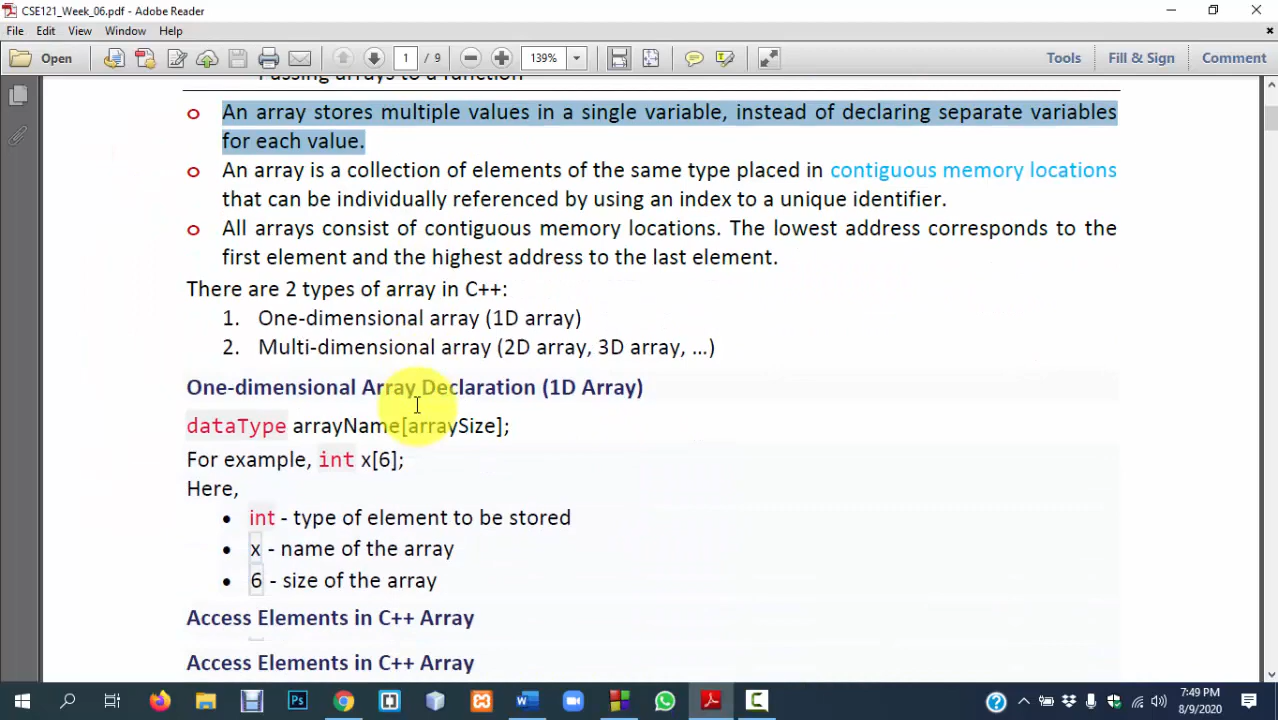 CSE121_Week_06.pdf - Adobe Reader
File Edit View Window Help
Open 1 / 9 139% Tools Fill & Sign Comment
Passing arrays to a function
o An array stores multiple values in a single variable, instead of declaring separate variables
for each value.
o An array is a collection of elements of the same type placed in contiguous memory locations
that can be individually referenced by using an index to a unique identifier.
o All arrays consist of contiguous memory locations. The lowest address corresponds to the
first element and the highest address to the last element.
There are 2 types of array in C++:
1. One-dimensional array (1D array)
2. Multi-dimensional array (2D array, 3D array, …)
One-dimensional Array Declaration (1D Array)
dataType arrayName[arraySize];
For example, int x[6];
Here,
• int - type of element to be stored
• x - name of the array
• 6 - size of the array
Access Elements in C++ Array
Access Elements in C++ Array
7:49 PM
8/9/2020